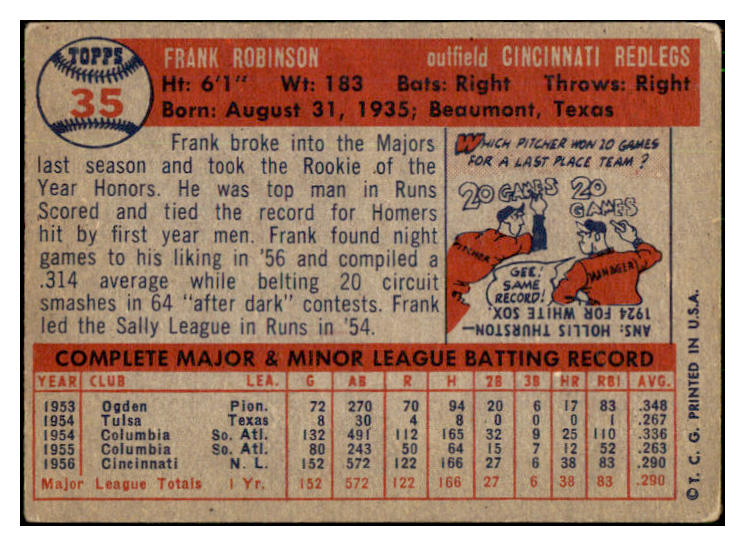 TOPPS
35
FRANK ROBINSON outfield CINCINNATI REDLEGS
Ht: 6'1" Wt: 183 Bats: Right Throws: Right
Born: August 31, 1935; Beaumont, Texas
Frank broke into the Majors
last season and took the Rookie of the
Year Honors. He was top man in Runs
Scored and tied the record for Homers
hit by first year men. Frank found night
games to his liking in '56 and compiled a
.314 average while belting 20 circuit
smashes in 64 "after dark" contests. Frank
led the Sally League in Runs in '54.
WHICH PITCHER WON 20 GAMES
FOR A LAST PLACE TEAM?
20 GAMES
20 GAMES
PITCHER
MANAGER
GEE!
SAME
RECORD!
ANS: HOLLIS THURSTON—
1924 FOR WHITE SOX.
COMPLETE MAJOR & MINOR LEAGUE BATTING RECORD
YEAR CLUB LEA. G AB R H 2B 3B HR RBI AVG.
1953 Ogden Pion. 72 270 70 94 20 6 17 83 .348
1954 Tulsa Texas 8 30 4 8 0 0 0 1 .267
1954 Columbia So. Atl. 132 491 112 165 32 9 25 110 .336
1955 Columbia So. Atl. 80 243 50 64 15 7 12 52 .263
1956 Cincinnati N. L. 152 572 122 166 27 6 38 83 .290
Major League Totals 1 Yr. 152 572 122 166 27 6 38 83 .290
© T. C. G. PRINTED IN U.S.A.